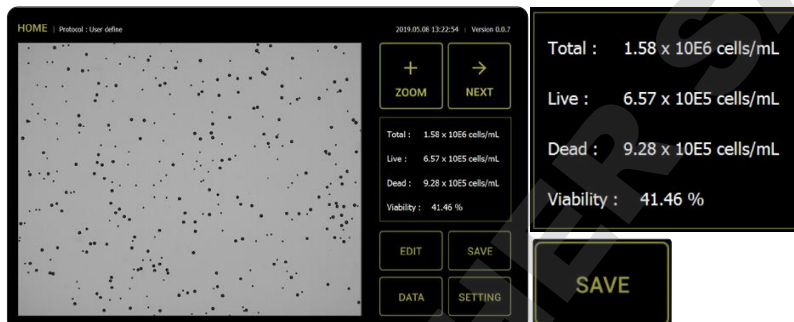 HOME | Protocol : User define
2019.05.08 13:22:54 | Version 0.0.7
+
ZOOM
→
NEXT
Total : 1.58 x 10E6 cells/mL
Live : 6.57 x 10E5 cells/mL
Dead : 9.28 x 10E5 cells/mL
Viability : 41.46 %
EDIT
SAVE
DATA
SETTING
Total : 1.58 x 10E6 cells/mL
Live : 6.57 x 10E5 cells/mL
Dead : 9.28 x 10E5 cells/mL
Viability : 41.46 %
SAVE